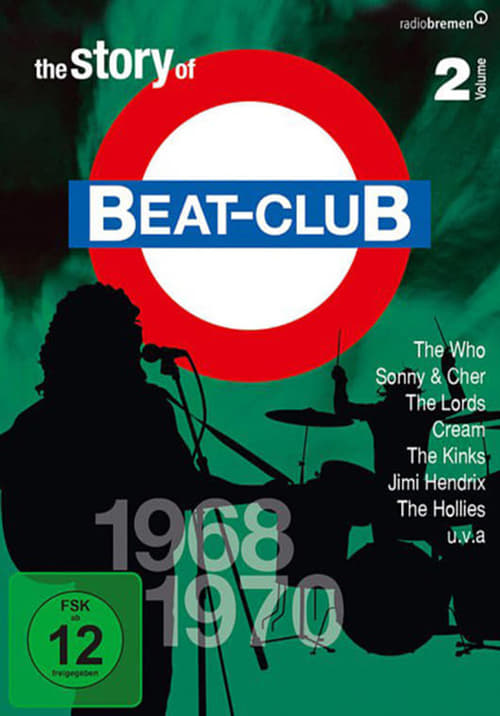 radiobremen
the story of
2
Volume
BEAT-CLUB
The Who
Sonny & Cher
The Lords
Cream
The Kinks
Jimi Hendrix
The Hollies
u.v.a
1968
1970
FSK
ab
12
freigegeben